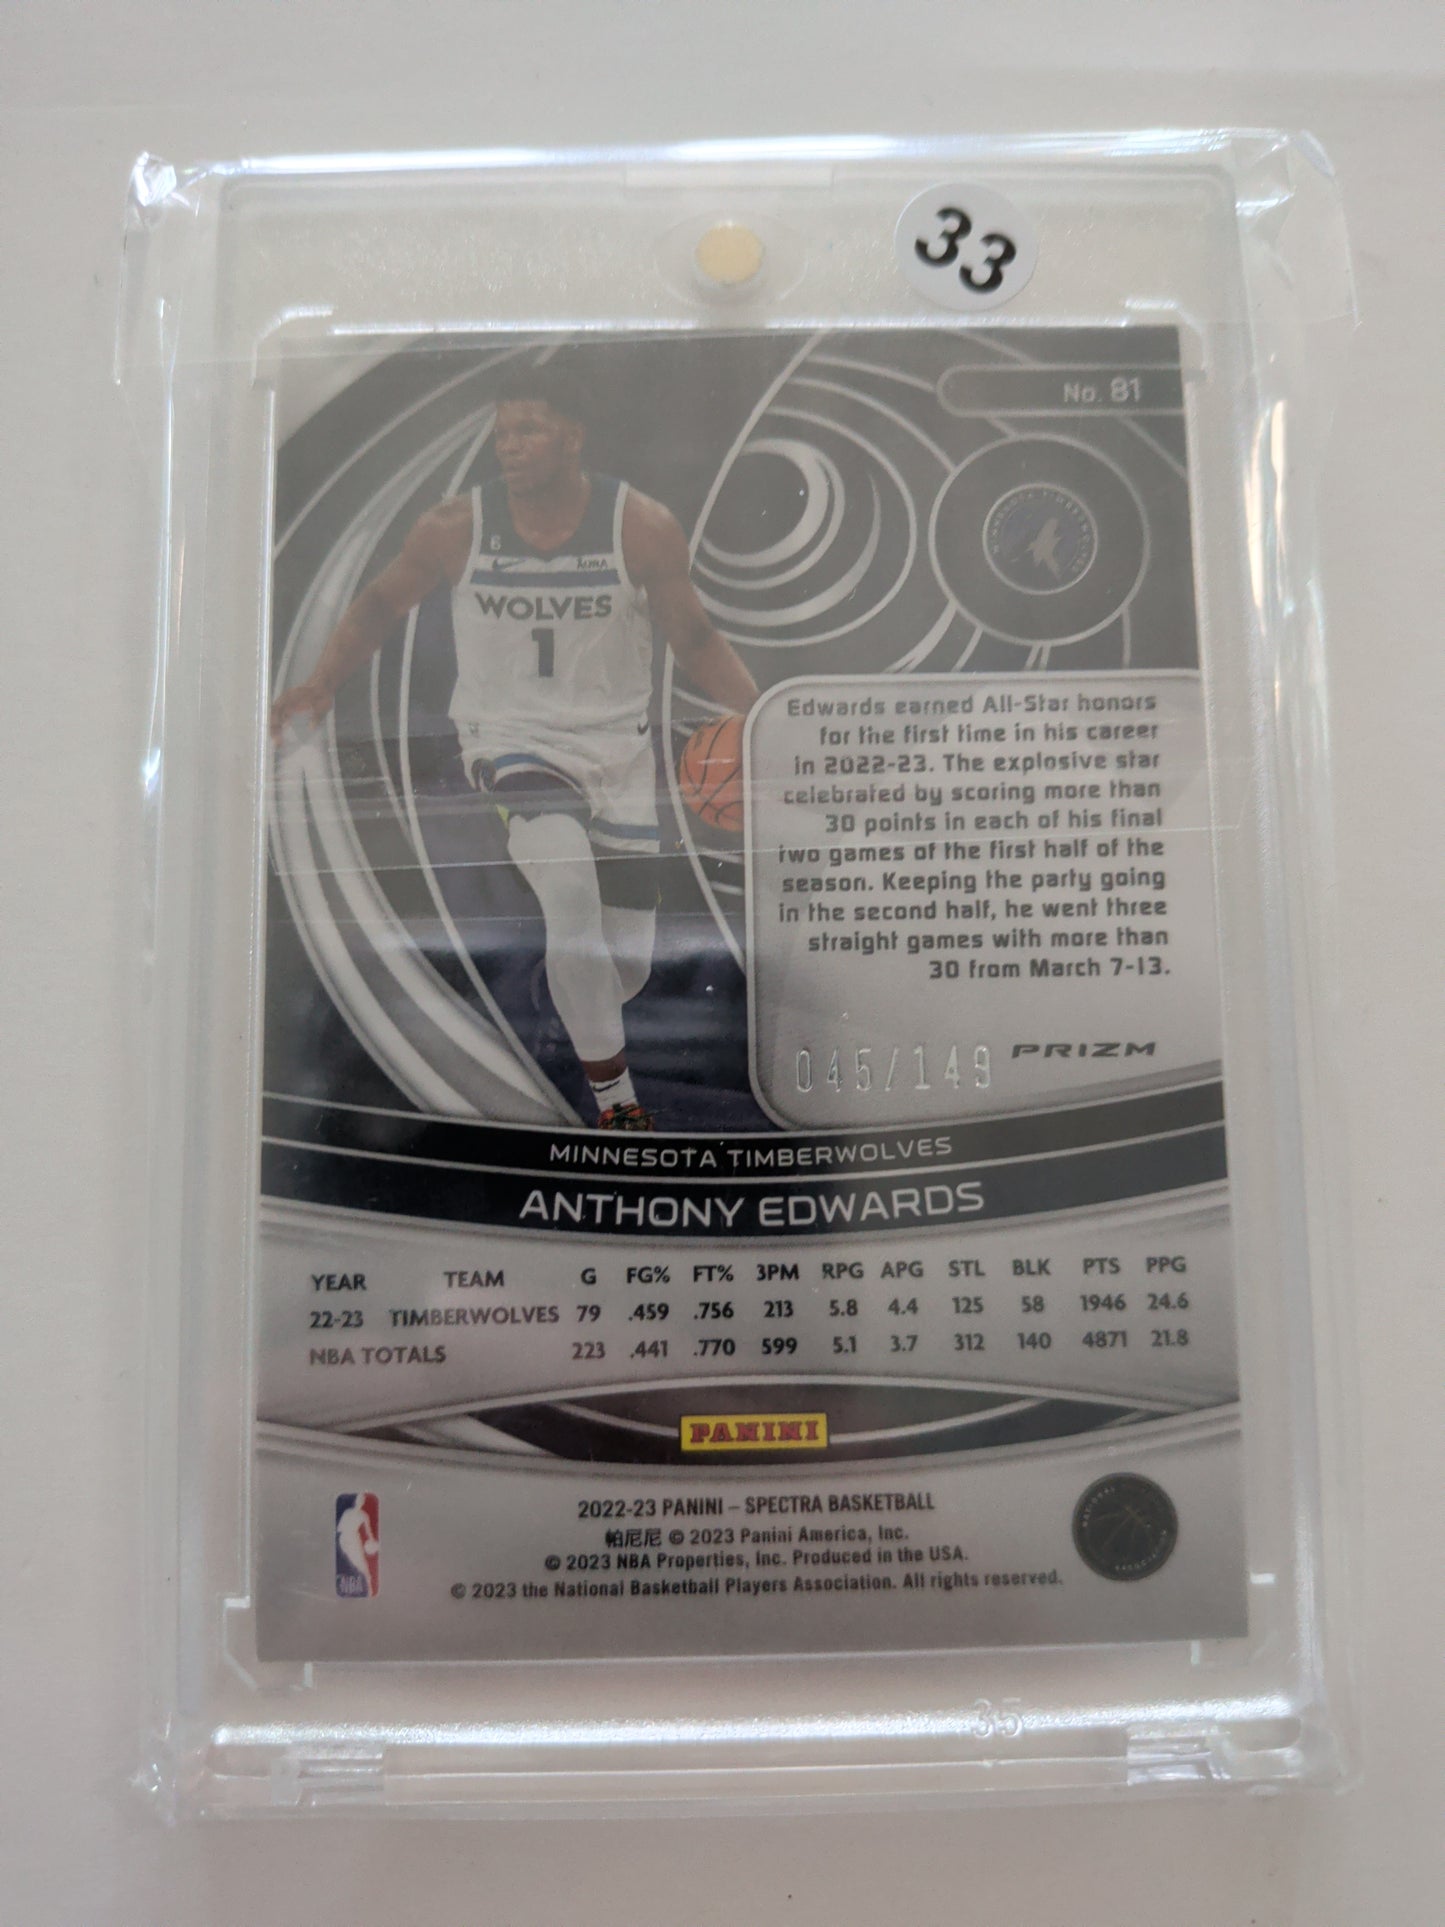 33
No. 81
6
WOLVES
1
Edwards earned All-Star honors
for the first time in his career
in 2022-23. The explosive star
celebrated by scoring more than
30 points in each of his final
two games of the first half of the
season. Keeping the party going
in the second half, he went three
straight games with more than
30 from March 7-13.
045/149 PRIZM
MINNESOTA TIMBERWOLVES
ANTHONY EDWARDS
YEAR TEAM G FG% FT% 3PM RPG APG STL BLK PTS PPG
22-23 TIMBERWOLVES 79 .459 .756 213 5.8 4.4 125 58 1946 24.6
NBA TOTALS 223 .441 .770 599 5.1 3.7 312 140 4871 21.8
PANINI
2022-23 PANINI – SPECTRA BASKETBALL
帕尼尼 © 2023 Panini America, Inc.
© 2023 NBA Properties, Inc. Produced in the USA.
© 2023 the National Basketball Players Association. All rights reserved.
NBA
35